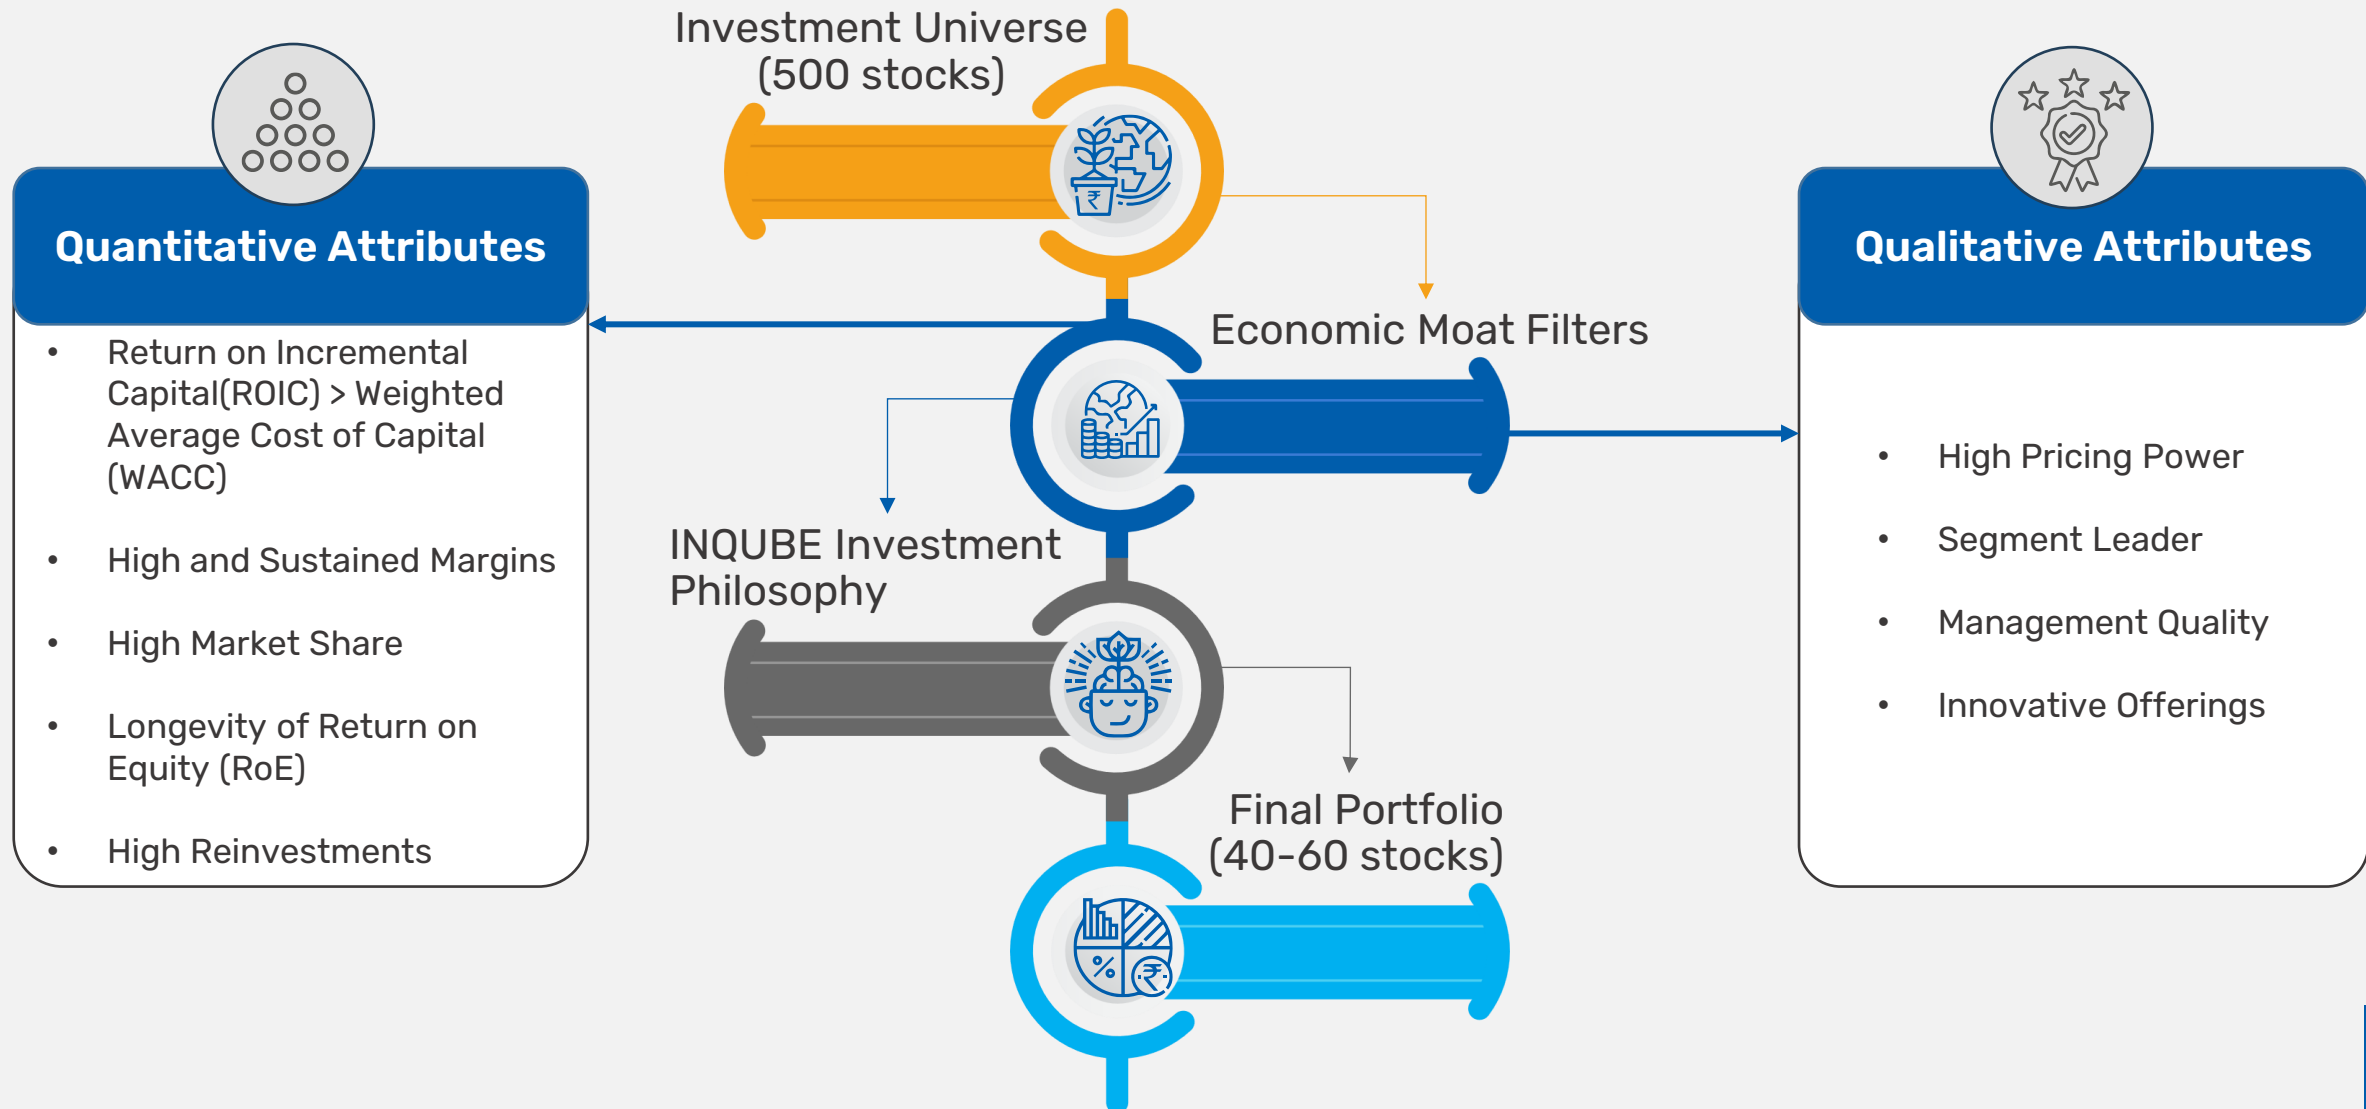 Investment Universe
(500 stocks)
Quantitative Attributes
• Return on Incremental
Capital(ROIC) > Weighted
Average Cost of Capital
(WACC)
• High and Sustained Margins
• High Market Share
• Longevity of Return on
Equity (RoE)
• High Reinvestments
₹
Economic Moat Filters
INQUBE Investment
Philosophy
Final Portfolio
(40-60 stocks)
%
₹
Qualitative Attributes
• High Pricing Power
• Segment Leader
• Management Quality
• Innovative Offerings